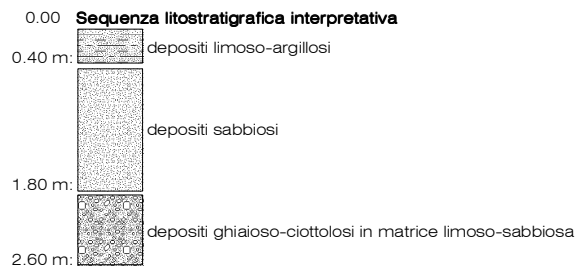 0.00 Sequenza litostratigrafica interpretativa
depositi limoso-argillosi
0.40 m:
depositi sabbiosi
1.80 m:
depositi ghiaioso-ciottolosi in matrice limoso-sabbiosa
2.60 m: